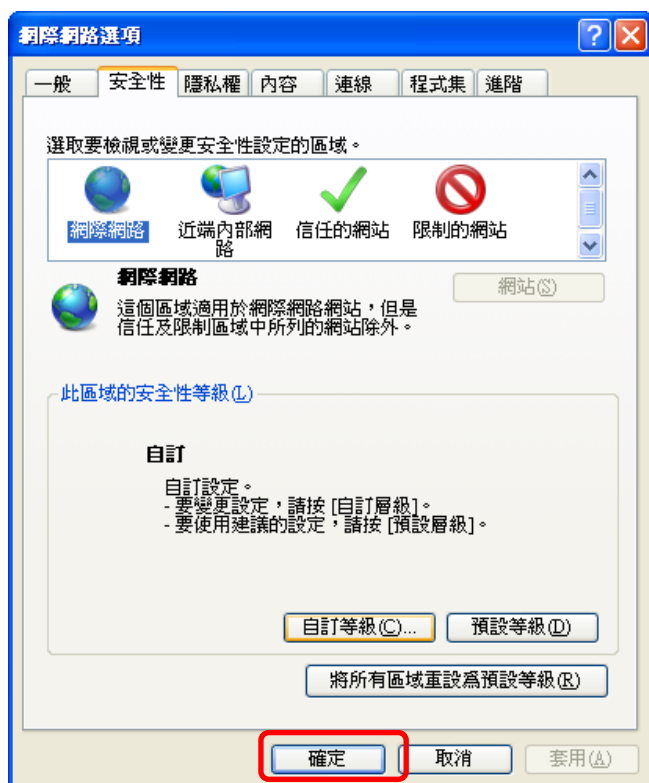 網際網路選項
一般 安全性 隱私權 內容 連線 程式集 進階
選取要檢視或變更安全性設定的區域。
網際網路 近端內部網路 信任的網站 限制的網站
網際網路
這個區域適用於網際網路網站，但是
信任及限制區域中所列的網站除外。
網站(S)
此區域的安全性等級(L)
自訂
自訂設定。
- 要變更設定，請按 [自訂層級]。
- 要使用建議的設定，請按 [預設層級]。
自訂等級(C)... 預設等級(D)
將所有區域重設為預設等級(R)
確定 取消 套用(A)